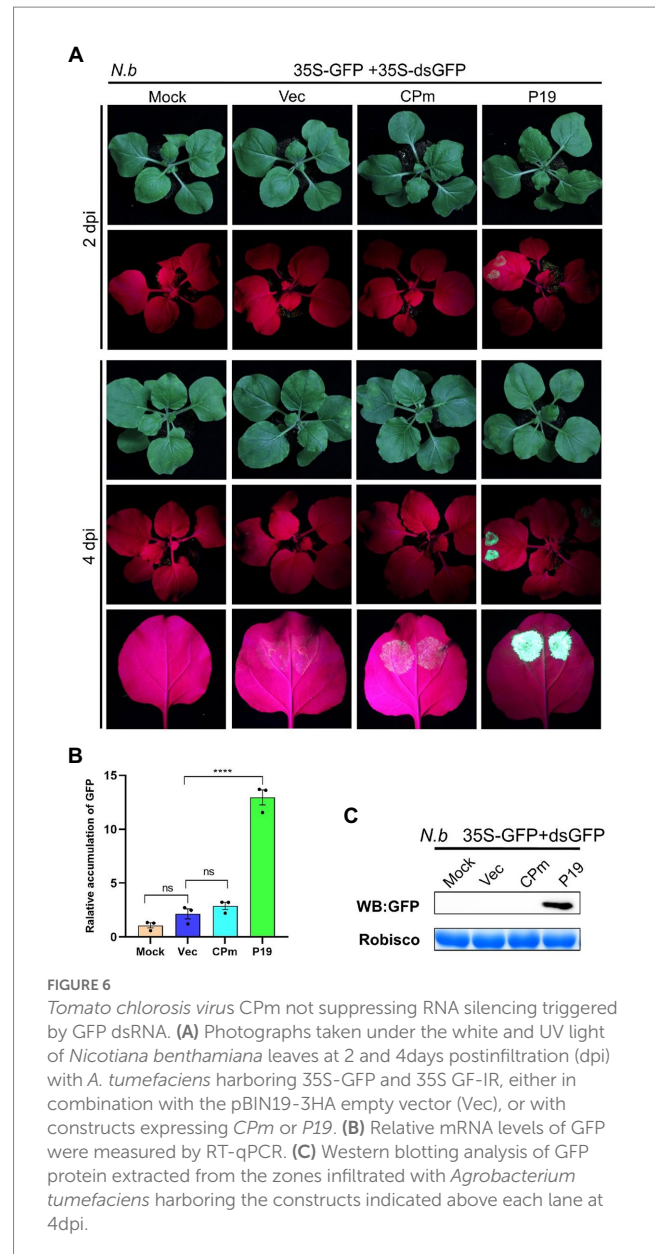 A
N.b 35S-GFP +35S-dsGFP
Mock Vec CPm P19
2 dpi
4 dpi
B
Ralative accumulation of GFP
15
10
5
0
ns
ns
****
Mock Vec CPm P19
C
N.b 35S-GFP+dsGFP
Mock Vec CPm P19
WB:GFP
Robisco
FIGURE 6
Tomato chlorosis virus CPm not suppressing RNA silencing triggered
by GFP dsRNA. (A) Photographs taken under the white and UV light
of Nicotiana benthamiana leaves at 2 and 4days postinfiltration (dpi)
with A. tumefaciens harboring 35S-GFP and 35S GF-IR, either in
combination with the pBIN19-3HA empty vector (Vec), or with
constructs expressing CPm or P19. (B) Relative mRNA levels of GFP
were measured by RT-qPCR. (C) Western blotting analysis of GFP
protein extracted from the zones infiltrated with Agrobacterium
tumefaciens harboring the constructs indicated above each lane at
4dpi.